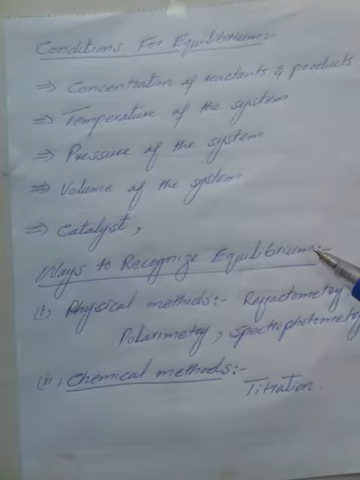 Conditions For Equilibrium:-
⇒ Concentration of reactants & products
⇒ Temperature of the system
⇒ Pressure of the system
⇒ Volume of the system
⇒ Catalyst,
Ways to Recognize Equilibrium:-
(i) Physical methods:- Refractometry
Polarimetry, Spectrophotometry
(ii) Chemical methods:-
Titration.